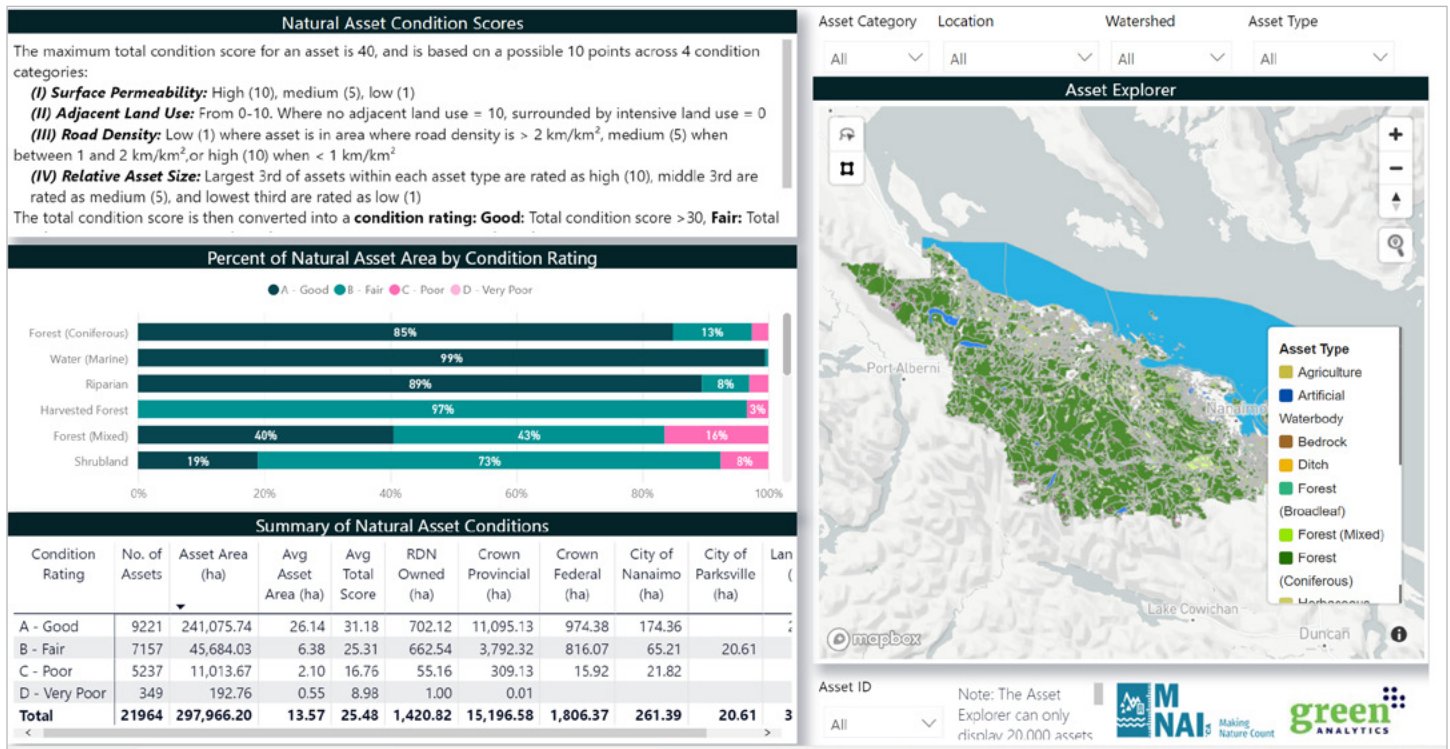 Natural Asset Condition Scores
The maximum total condition score for an asset is 40, and is based on a possible 10 points across 4 condition
categories:
(I) Surface Permeability: High (10), medium (5), low (1)
(II) Adjacent Land Use: From 0-10. Where no adjacent land use = 10, surrounded by intensive land use = 0
(III) Road Density: Low (1) where asset is in area where road density is > 2 km/km², medium (5) when
between 1 and 2 km/km²,or high (10) when < 1 km/km²
(IV) Relative Asset Size: Largest 3rd of assets within each asset type are rated as high (10), middle 3rd are
rated as medium (5), and lowest third are rated as low (1)
The total condition score is then converted into a condition rating: Good: Total condition score >30, Fair: Total
Percent of Natural Asset Area by Condition Rating
A - Good B - Fair C - Poor D - Very Poor
Forest (Coniferous) 85% 13%
Water (Marine) 99%
Riparian 89% 8%
Harvested Forest 97% 3%
Forest (Mixed) 40% 43% 16%
Shrubland 19% 73% 8%
0% 20% 40% 60% 80% 100%
Summary of Natural Asset Conditions
Condition No. of Asset Area Avg Avg RDN Crown Crown City of City of Lan
Rating Assets (ha) Asset Total Owned Provincial Federal Nanaimo Parksville (
Area (ha) Score (ha) (ha) (ha) (ha) (ha)
A - Good 9221 241,075.74 26.14 31.18 702.12 11,095.13 974.38 174.36
B - Fair 7157 45,684.03 6.38 25.31 662.54 3,792.32 816.07 65.21 20.61
C - Poor 5237 11,013.67 2.10 16.76 55.16 309.13 15.92 21.82
D - Very Poor 349 192.76 0.55 8.98 1.00 0.01
Total 21964 297,966.20 13.57 25.48 1,420.82 15,196.58 1,806.37 261.39 20.61 3
Asset Category Location Watershed Asset Type
All All All All
Asset Explorer
Port Alberni
Nanaimo
Lake Cowichan
Duncan
mapbox
Asset Type
Agriculture
Artificial
Waterbody
Bedrock
Ditch
Forest
(Broadleaf)
Forest (Mixed)
Forest
(Coniferous)
Herbaceous
Asset ID
All
Note: The Asset
Explorer can only
display 20,000 assets
MNAI.ca Making
Nature Count
green
ANALYTICS